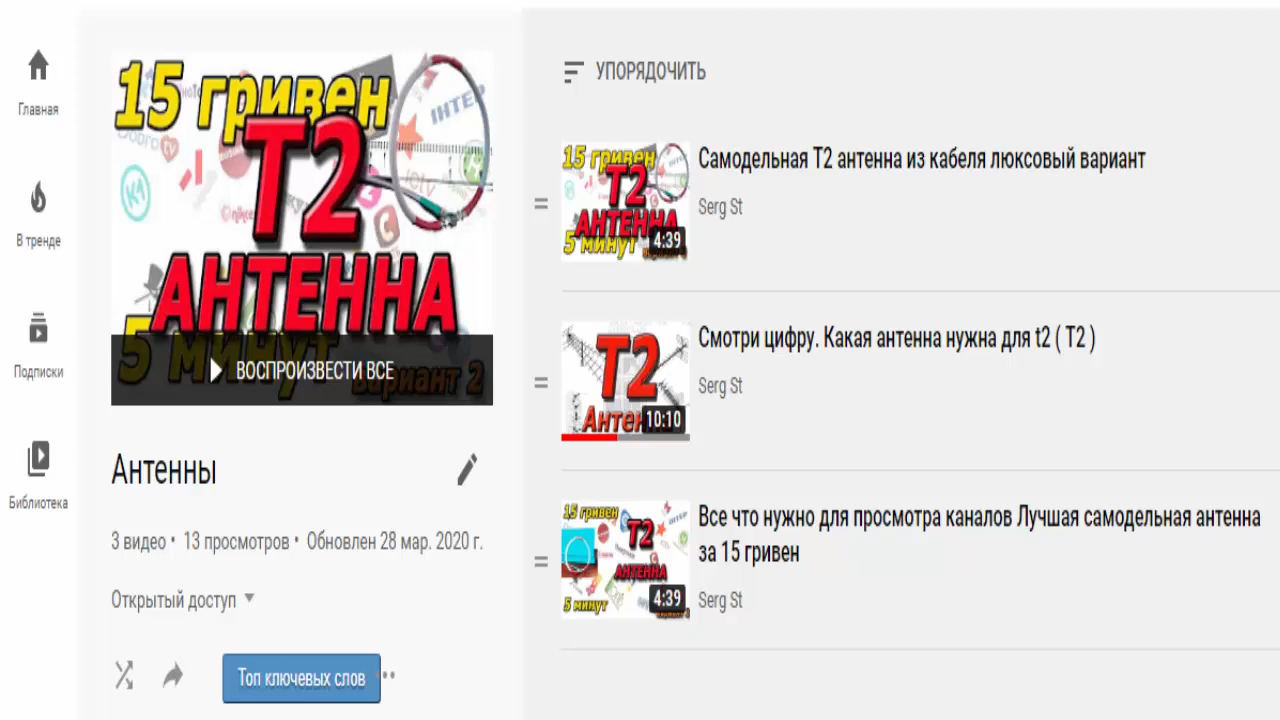 Главная
В тренде
Подписки
Библиотека
15 гривен
ІНТЕР
K1
T2
АНТЕННА
5 минут
вариант 2
ВОСПРОИЗВЕСТИ ВСЕ
Антенны
3 видео • 13 просмотров • Обновлен 28 мар. 2020 г.
Открытый доступ
Топ ключевых слов
УПОРЯДОЧИТЬ
15 гривен
T2
АНТЕННА
5 минут
4:39
Самодельная Т2 антенна из кабеля люксовый вариант
Serg St
T2
10:10
Смотри цифру. Какая антенна нужна для t2 ( T2 )
Serg St
15 гривен
T2
АНТЕННА
5 минут
4:39
Все что нужно для просмотра каналов Лучшая самодельная антенна
за 15 гривен
Serg St